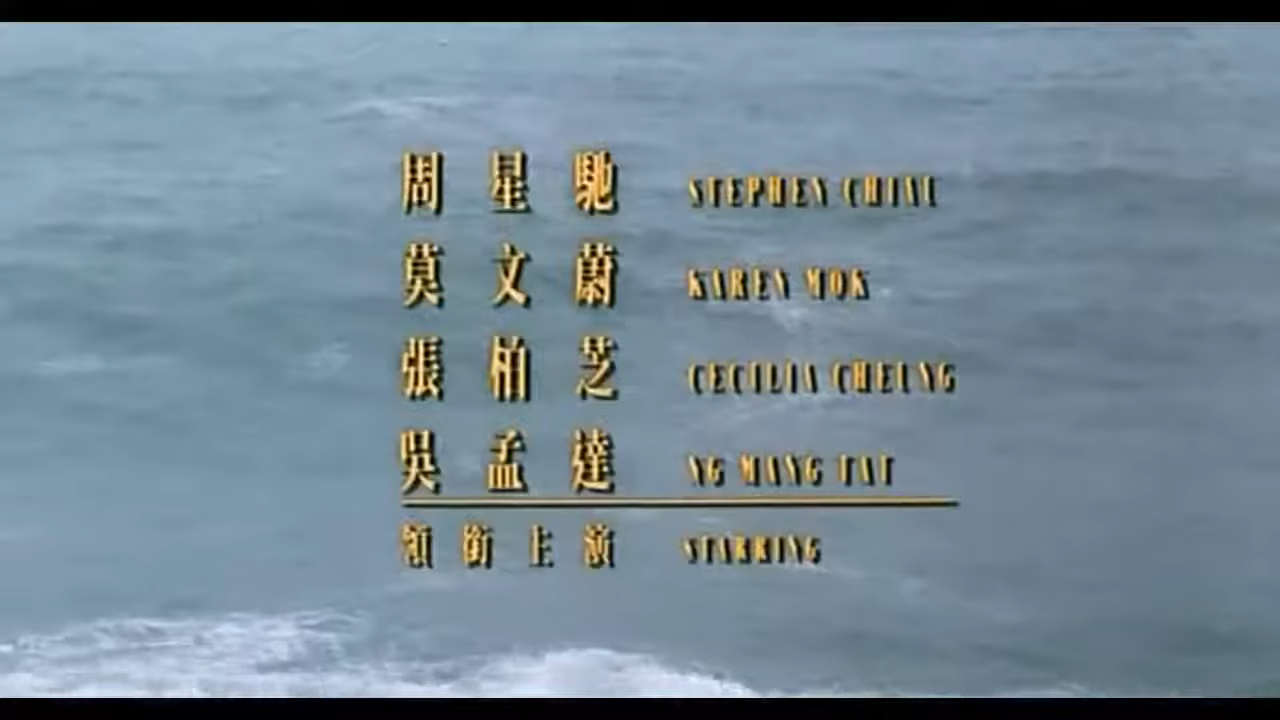 周星馳 STEPHEN CHIAU
莫文蔚 KAREN MOK
張柏芝 CECILIA CHEUNG
吳孟達 NG MANG TAT
領銜主演 STARRING